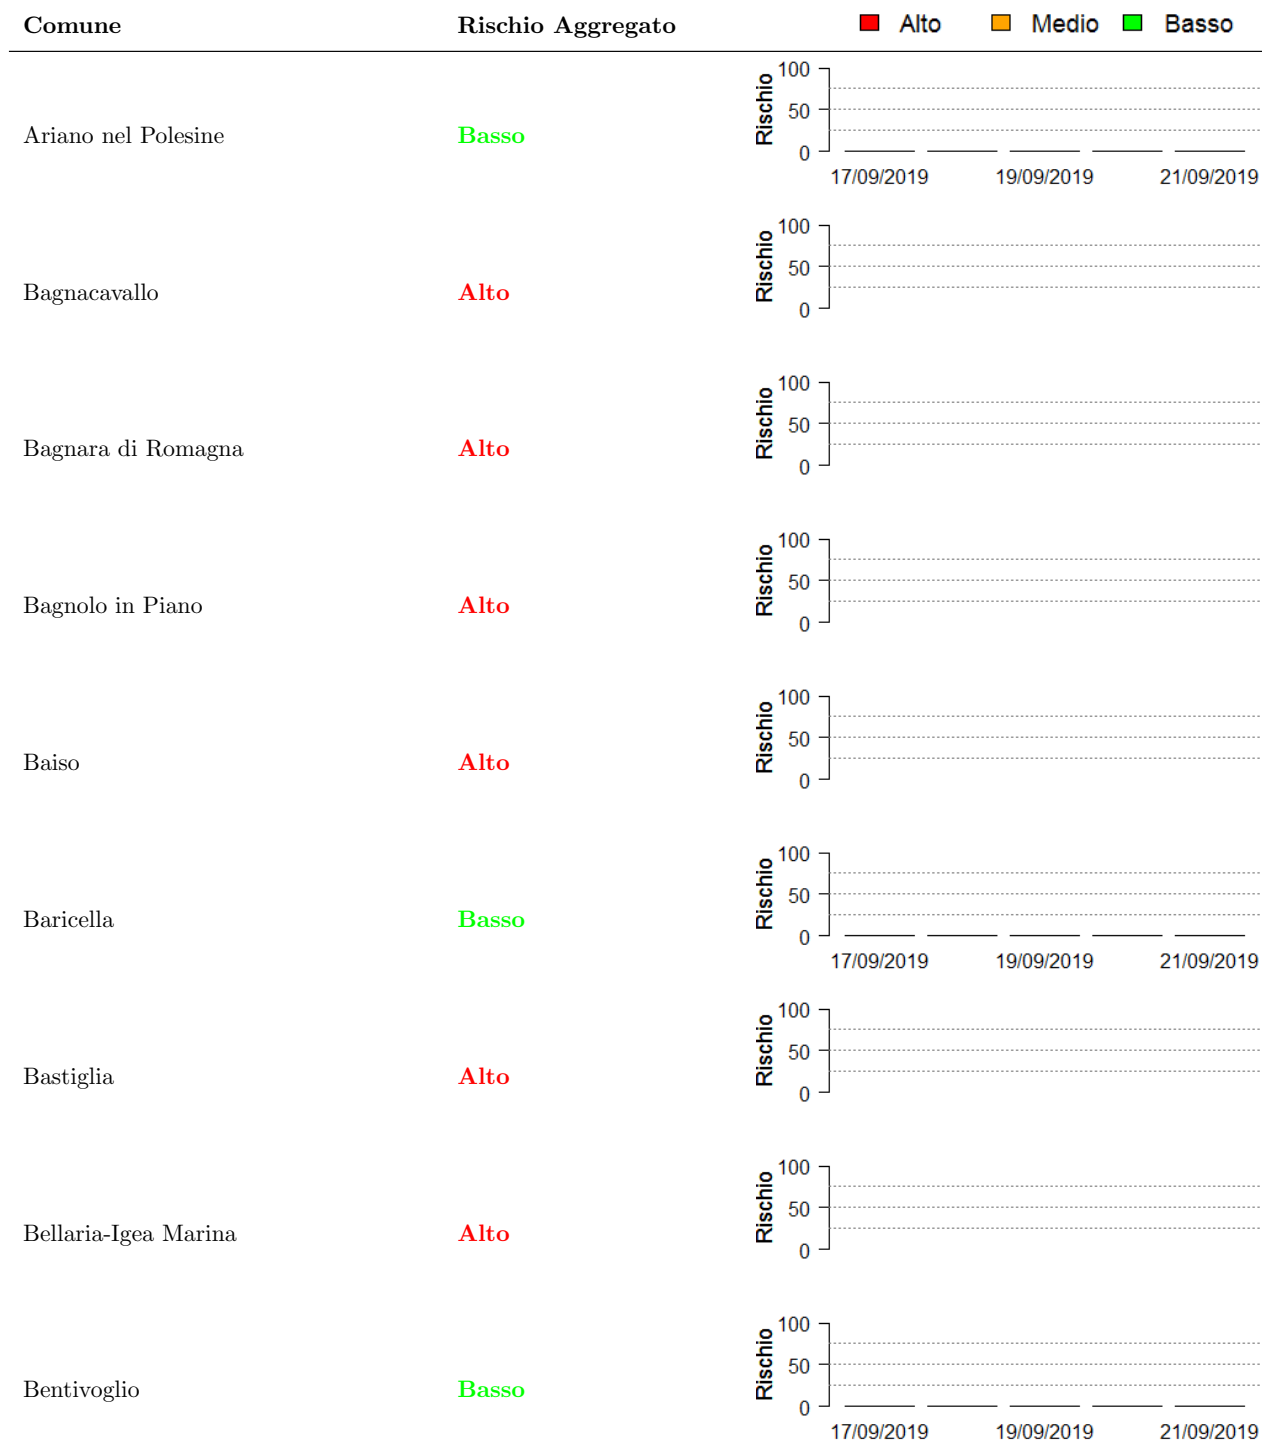 Comune Rischio Aggregato Alto Medio Basso
Ariano nel Polesine Basso Rischio 100 50 0
17/09/2019 19/09/2019 21/09/2019
Bagnacavallo Alto Rischio 100 50 0
Bagnara di Romagna Alto Rischio 100 50 0
Bagnolo in Piano Alto Rischio 100 50 0
Baiso Alto Rischio 100 50 0
Baricella Basso Rischio 100 50 0
17/09/2019 19/09/2019 21/09/2019
Bastiglia Alto Rischio 100 50 0
Bellaria-Igea Marina Alto Rischio 100 50 0
Bentivoglio Basso Rischio 100 50 0
17/09/2019 19/09/2019 21/09/2019